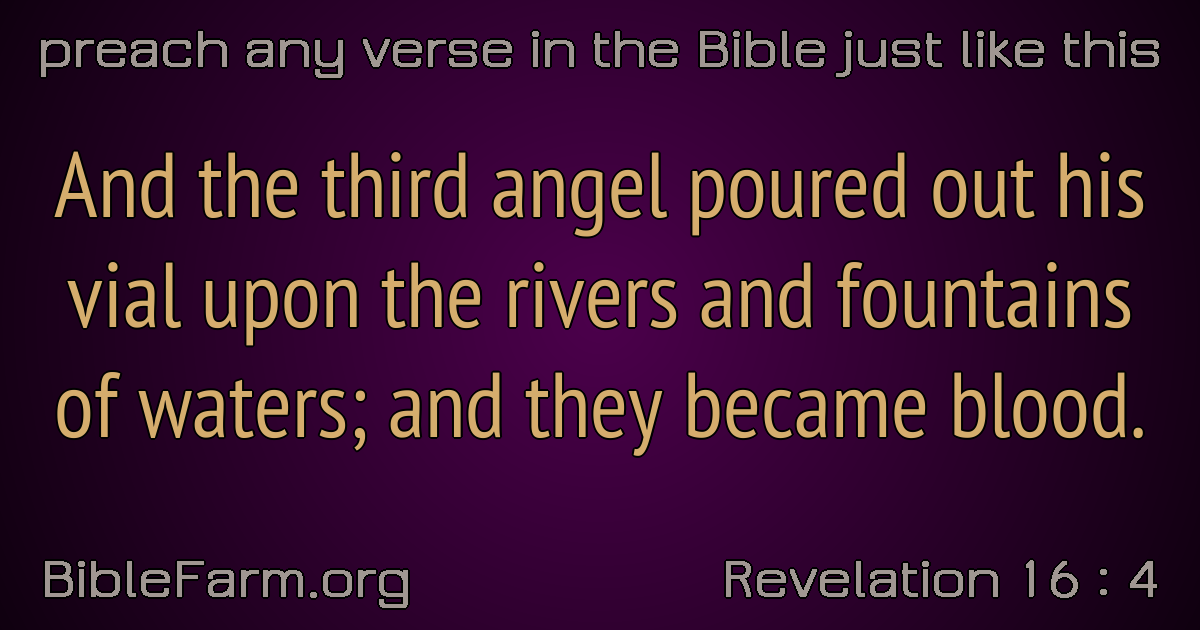 preach any verse in the Bible just like this
And the third angel poured out his
vial upon the rivers and fountains
of waters; and they became blood.
BibleFarm.org
Revelation 16 : 4